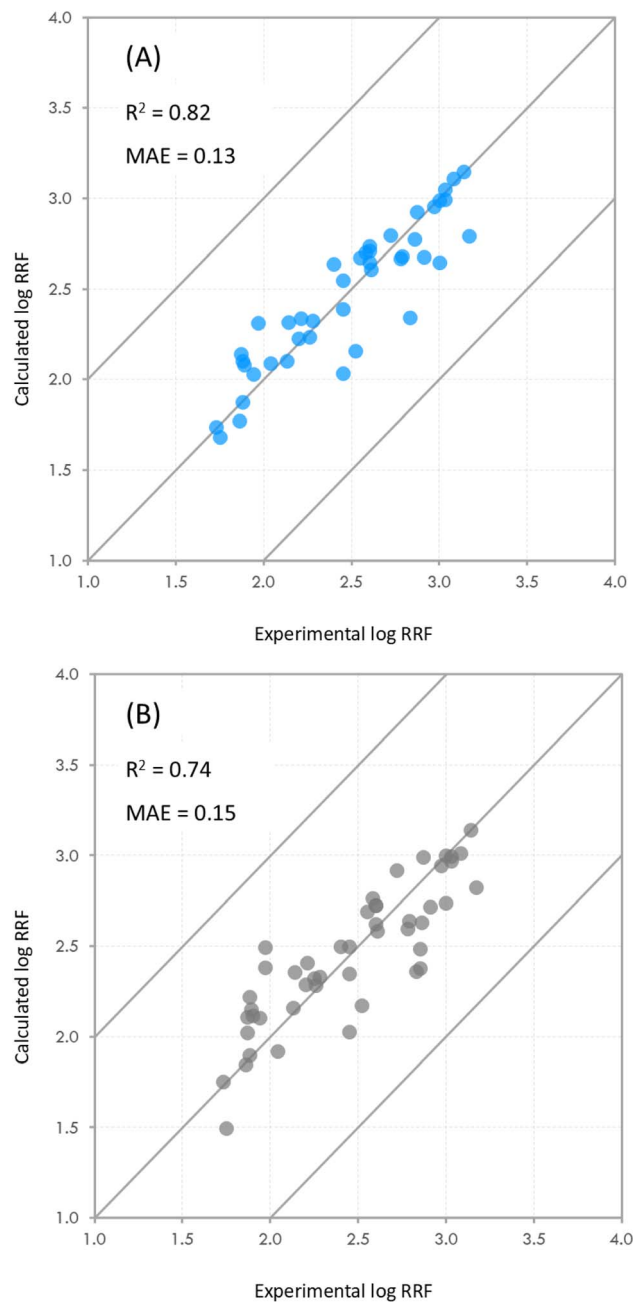 4.0
(A)
R² = 0.82
MAE = 0.13
3.5
3.0
2.5
2.0
1.5
1.0
Calculated log RRF
1.0 1.5 2.0 2.5 3.0 3.5 4.0
Experimental log RRF
4.0
(B)
R² = 0.74
MAE = 0.15
3.5
3.0
2.5
2.0
1.5
1.0
Calculated log RRF
1.0 1.5 2.0 2.5 3.0 3.5 4.0
Experimental log RRF